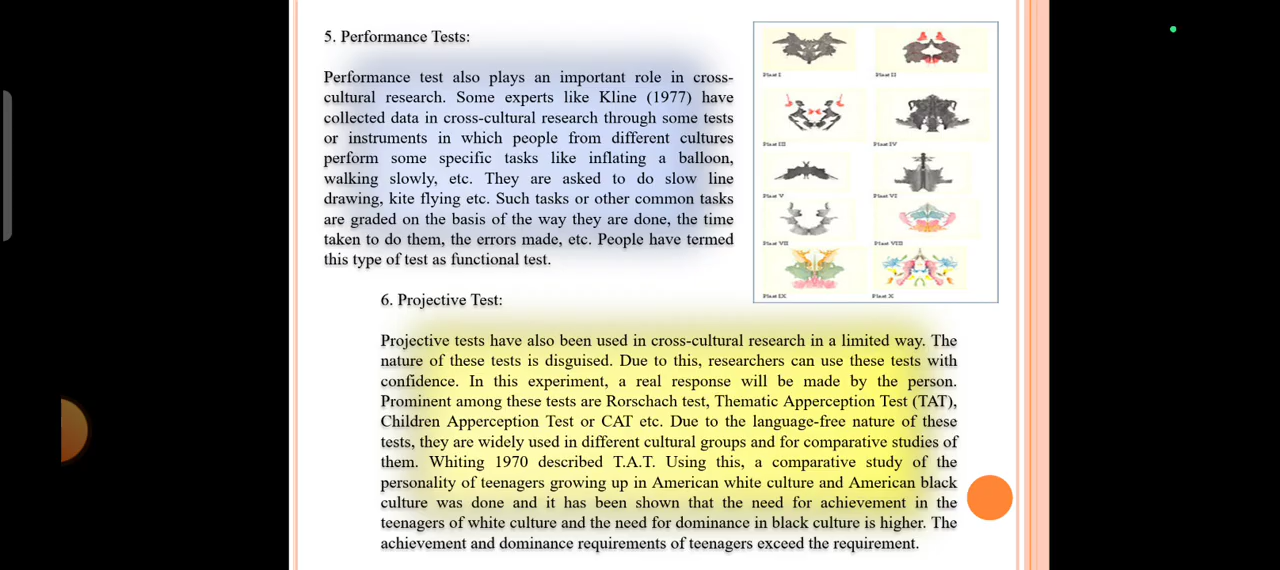 5. Performance Tests:
Performance test also plays an important role in cross-
cultural research. Some experts like Kline (1977) have
collected data in cross-cultural research through some tests
or instruments in which people from different cultures
perform some specific tasks like inflating a balloon,
walking slowly, etc. They are asked to do slow line
drawing, kite flying etc. Such tasks or other common tasks
are graded on the basis of the way they are done, the time
taken to do them, the errors made, etc. People have termed
this type of test as functional test.
Plaat I
Plaat II
Plaat III
Plaat IV
Plaat V
Plaat VI
Plaat VII
Plaat VIII
Plaat IX
Plaat X
6. Projective Test:
Projective tests have also been used in cross-cultural research in a limited way. The
nature of these tests is disguised. Due to this, researchers can use these tests with
confidence. In this experiment, a real response will be made by the person.
Prominent among these tests are Rorschach test, Thematic Apperception Test (TAT),
Children Apperception Test or CAT etc. Due to the language-free nature of these
tests, they are widely used in different cultural groups and for comparative studies of
them. Whiting 1970 described T.A.T. Using this, a comparative study of the
personality of teenagers growing up in American white culture and American black
culture was done and it has been shown that the need for achievement in the
teenagers of white culture and the need for dominance in black culture is higher. The
achievement and dominance requirements of teenagers exceed the requirement.